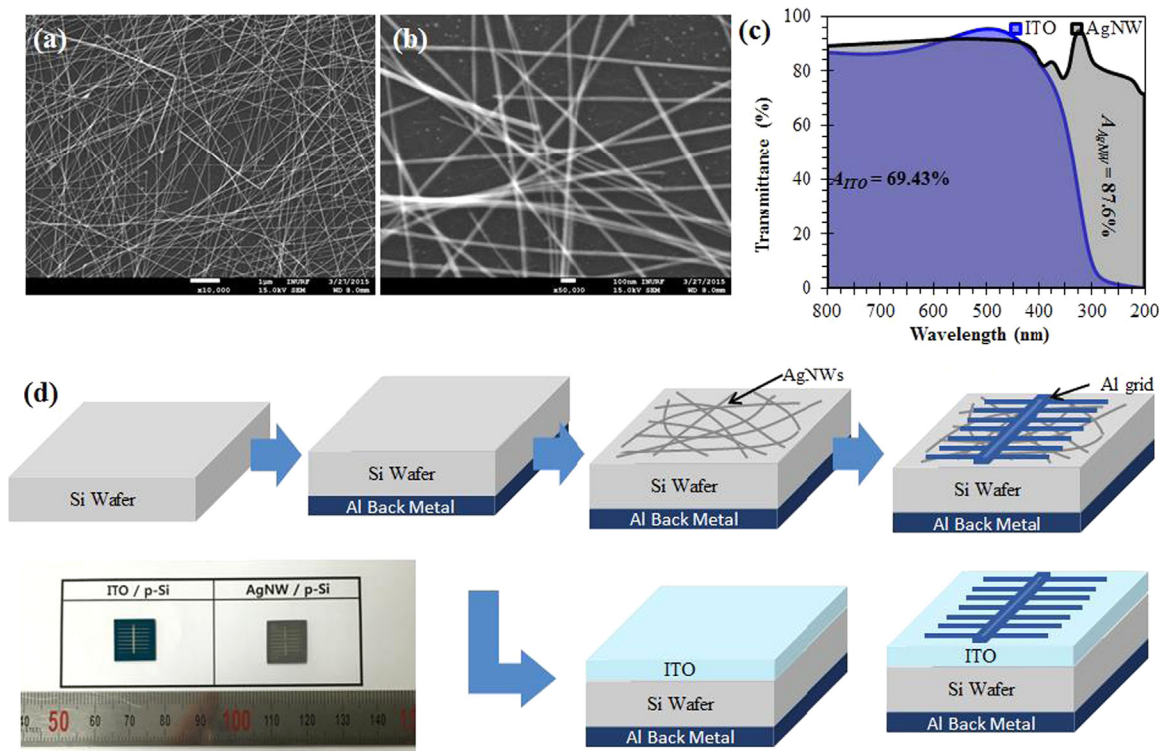 (a)
1µm INURF 3/27/2015
x10,000 15.0kV SEM WD 8.0mm
(b)
100nm INURF 3/27/2015
x50,000 15.0kV SEM WD 8.0mm
(c)
ITO AgNW
Transmittance (%)
100
80
60
40
20
0
A_ITO = 69.43%
A_AgNW = 87.6%
800 700 600 500 400 300 200
Wavelength (nm)
(d)
AgNWs
Al grid
Si Wafer
Si Wafer
Al Back Metal
Si Wafer
Al Back Metal
Si Wafer
Al Back Metal
ITO / p-Si AgNW / p-Si
50 60 70 80 90 100 110 120 130 140
ITO
Si Wafer
Al Back Metal
ITO
Si Wafer
Al Back Metal